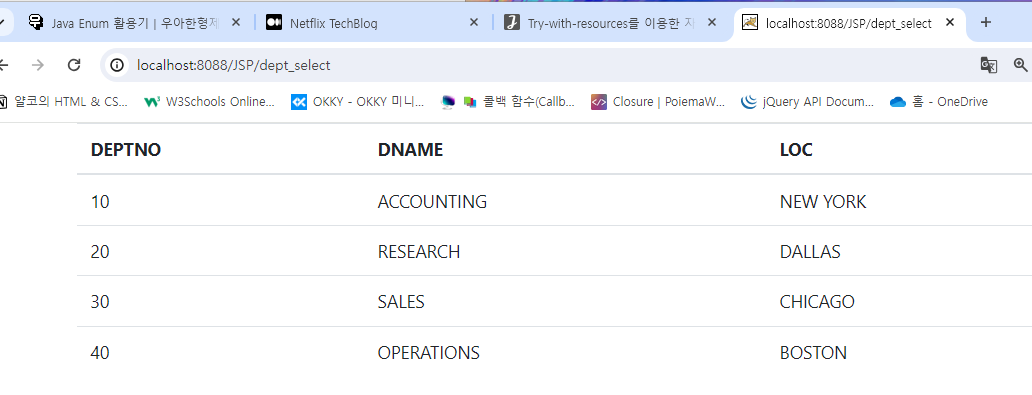 Java Enum 활용기 | 우아한형제
Netflix TechBlog
Try-with-resources를 이용한 자
localhost:8088/JSP/dept_select
localhost:8088/JSP/dept_select
얄코의 HTML & CS...
W3Schools Online...
OKKY - OKKY 미니...
콜백 함수(Callb...
Closure | PoiemaW...
jQuery API Docum...
홈 - OneDrive
DEPTNO DNAME LOC
10 ACCOUNTING NEW YORK
20 RESEARCH DALLAS
30 SALES CHICAGO
40 OPERATIONS BOSTON